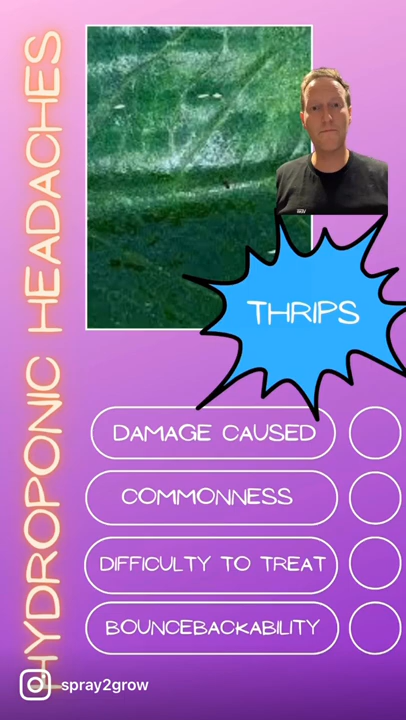 HYDROPONIC HEADACHES
THRIPS
DAMAGE CAUSED
COMMONNESS
DIFFICULTY TO TREAT
BOUNCEBACKABILITY
spray2grow